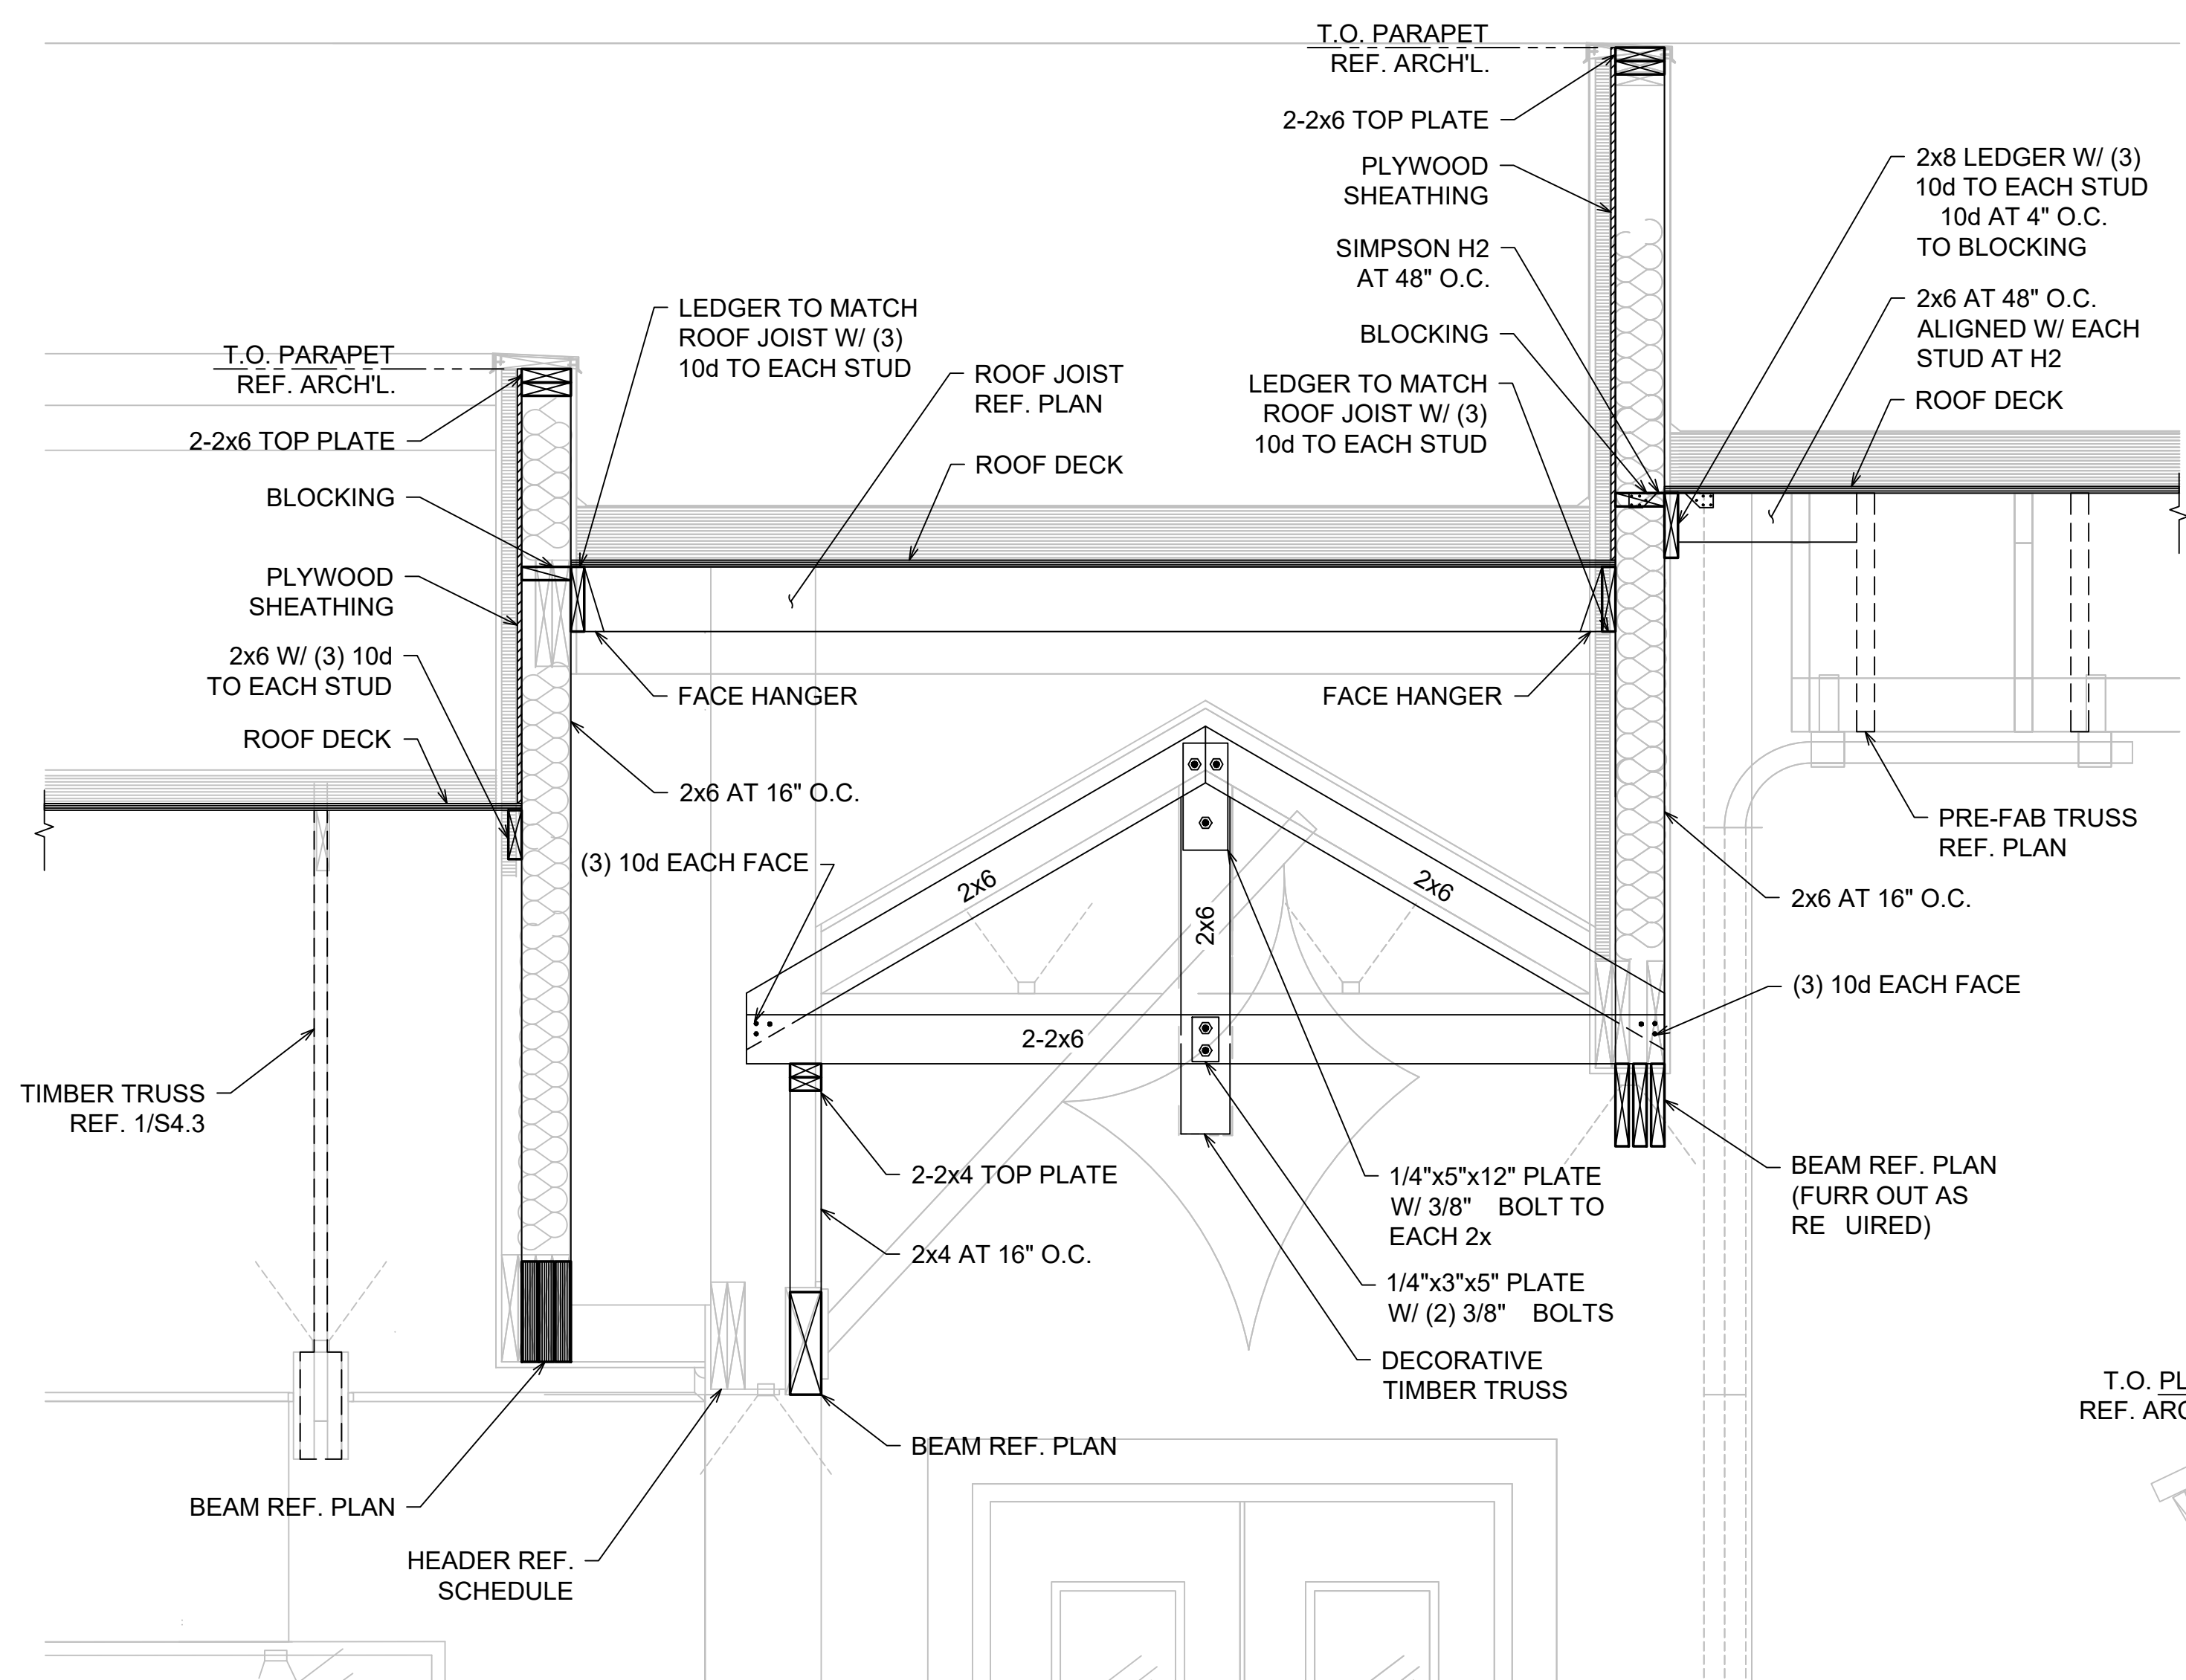 T.O. PARAPET
REF. ARCH'L.
2-2x6 TOP PLATE
PLYWOOD
SHEATHING
SIMPSON H2
AT 48" O.C.
BLOCKING
LEDGER TO MATCH
ROOF JOIST W/ (3)
10d TO EACH STUD
2x8 LEDGER W/ (3)
10d TO EACH STUD
10d AT 4" O.C.
TO BLOCKING
2x6 AT 48" O.C.
ALIGNED W/ EACH
STUD AT H2
ROOF DECK
LEDGER TO MATCH
ROOF JOIST W/ (3)
10d TO EACH STUD
ROOF JOIST
REF. PLAN
ROOF DECK
T.O. PARAPET
REF. ARCH'L.
2-2x6 TOP PLATE
BLOCKING
PLYWOOD
SHEATHING
2x6 W/ (3) 10d
TO EACH STUD
ROOF DECK
FACE HANGER
FACE HANGER
2x6 AT 16" O.C.
(3) 10d EACH FACE
2x6
2x6
2x6
2-2x6
PRE-FAB TRUSS
REF. PLAN
2x6 AT 16" O.C.
(3) 10d EACH FACE
TIMBER TRUSS
REF. 1/S4.3
2-2x4 TOP PLATE
2x4 AT 16" O.C.
1/4"x5"x12" PLATE
W/ 3/8" BOLT TO
EACH 2x
1/4"x3"x5" PLATE
W/ (2) 3/8" BOLTS
DECORATIVE
TIMBER TRUSS
BEAM REF. PLAN
(FURR OUT AS
RE UIRED)
BEAM REF. PLAN
BEAM REF. PLAN
HEADER REF.
SCHEDULE
T.O. PL
REF. ARC